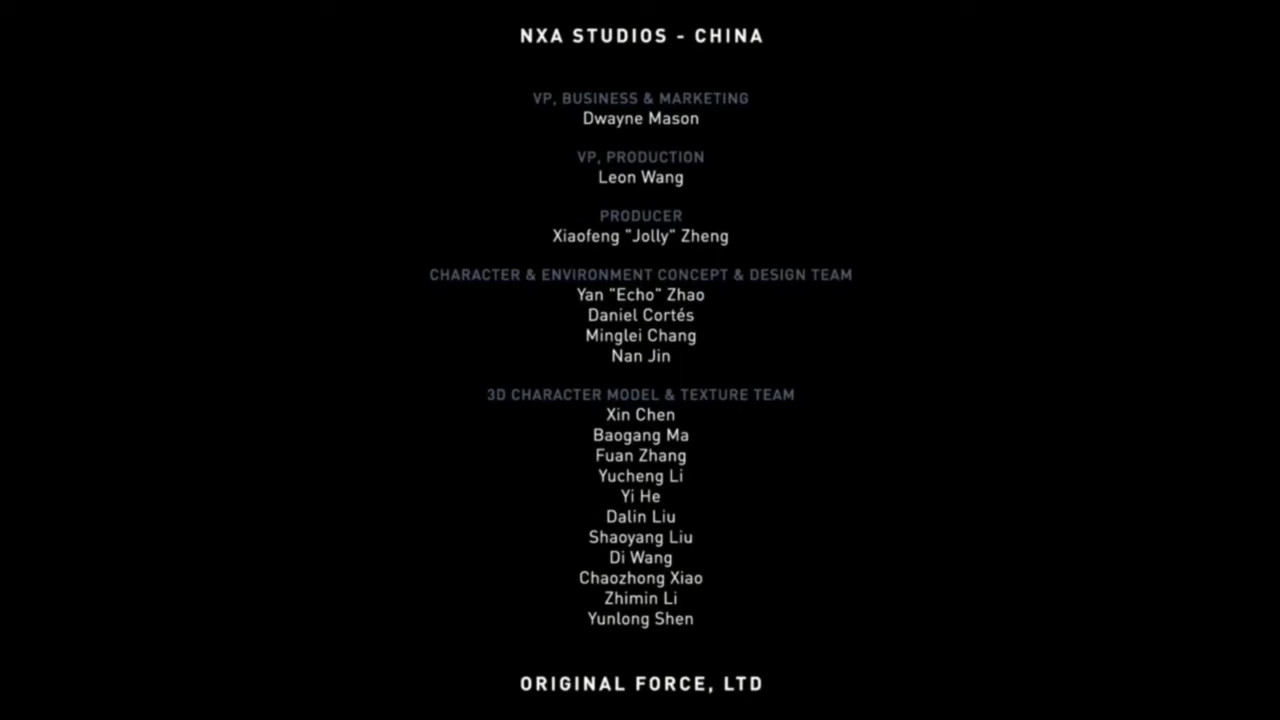 NXA STUDIOS - CHINA
VP, BUSINESS & MARKETING
Dwayne Mason
VP, PRODUCTION
Leon Wang
PRODUCER
Xiaofeng "Jolly" Zheng
CHARACTER & ENVIRONMENT CONCEPT & DESIGN TEAM
Yan "Echo" Zhao
Daniel Cortés
Minglei Chang
Nan Jin
3D CHARACTER MODEL & TEXTURE TEAM
Xin Chen
Baogang Ma
Fuan Zhang
Yucheng Li
Yi He
Dalin Liu
Shaoyang Liu
Di Wang
Chaozhong Xiao
Zhimin Li
Yunlong Shen
ORIGINAL FORCE, LTD